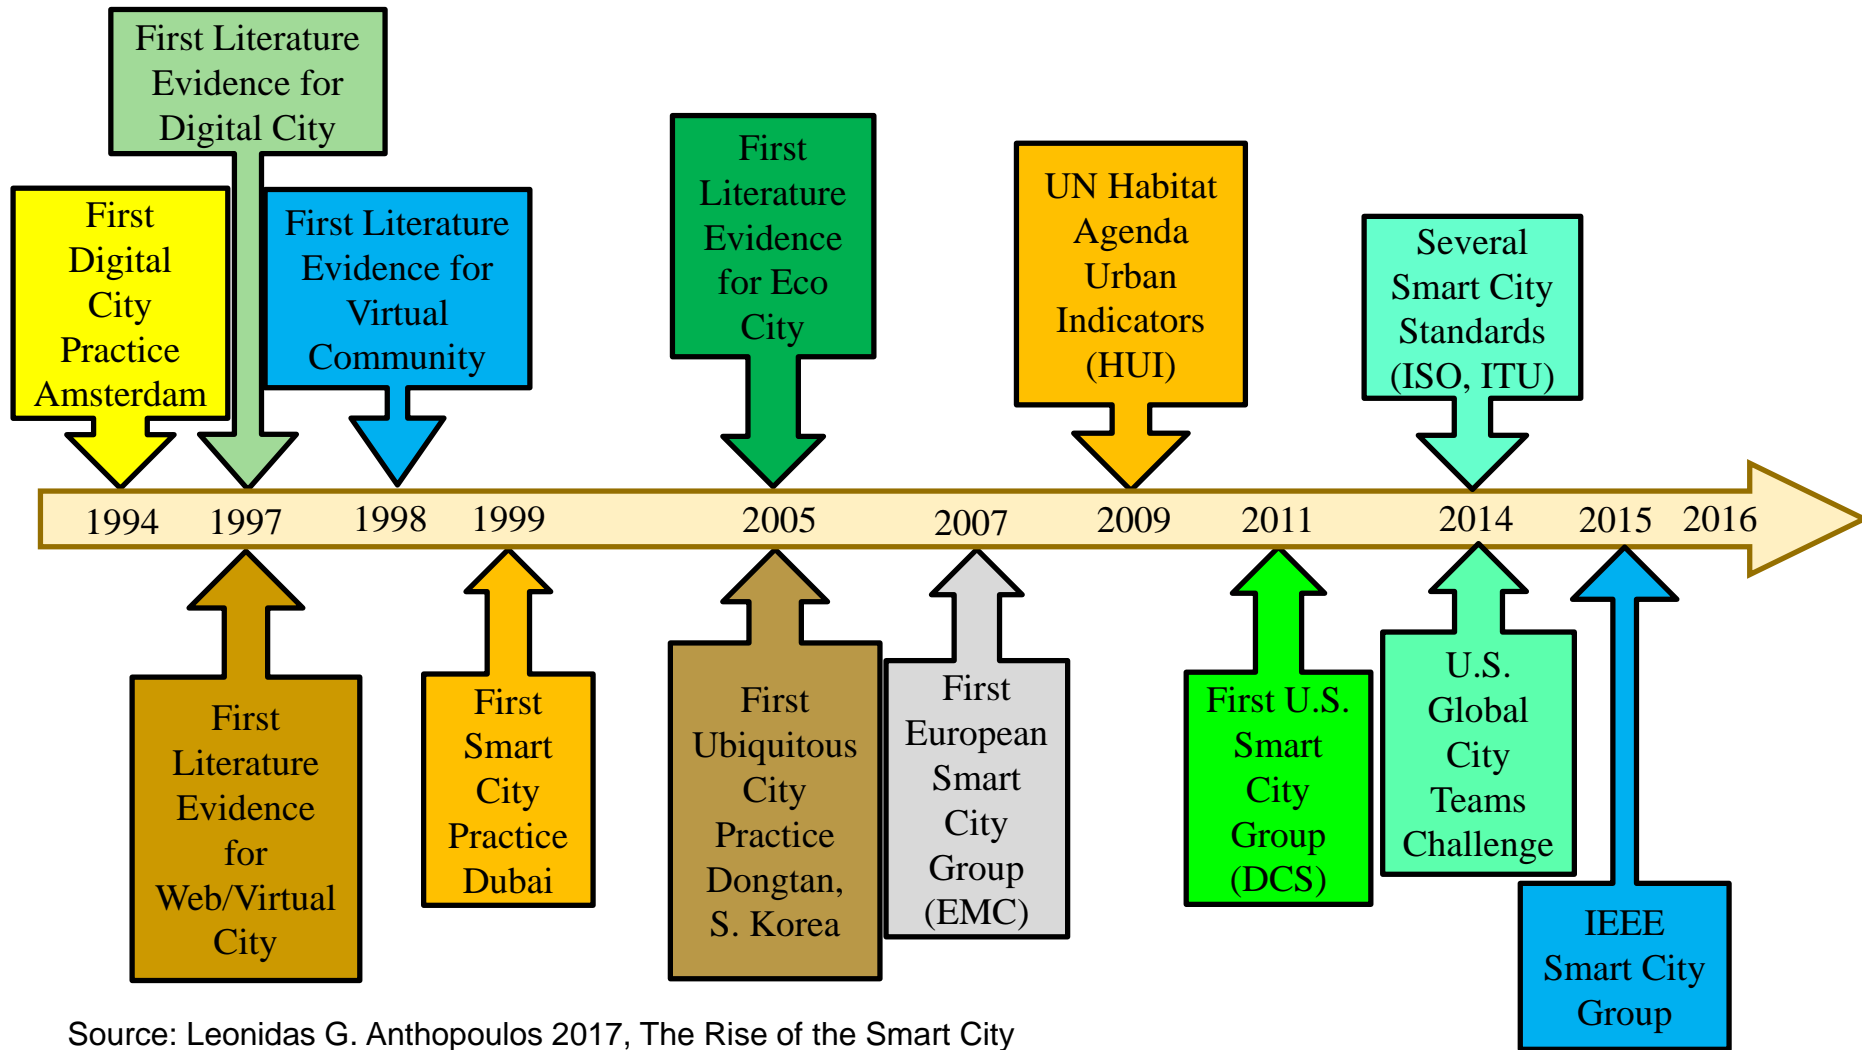 First Literature
Evidence for
Digital City
First
Digital
City
Practice
Amsterdam
First Literature
Evidence for
Virtual
Community
First
Literature
Evidence
for Eco
City
UN Habitat
Agenda
Urban
Indicators
(HUI)
Several
Smart City
Standards
(ISO, ITU)
1994 1997 1998 1999 2005 2007 2009 2011 2014 2015 2016
First
Literature
Evidence
for
Web/Virtual
City
First
Smart
City
Practice
Dubai
First
Ubiquitous
City
Practice
Dongtan,
S. Korea
First
European
Smart
City
Group
(EMC)
First U.S.
Smart
City
Group
(DCS)
U.S.
Global
City
Teams
Challenge
IEEE
Smart City
Group
Source: Leonidas G. Anthopoulos 2017, The Rise of the Smart City